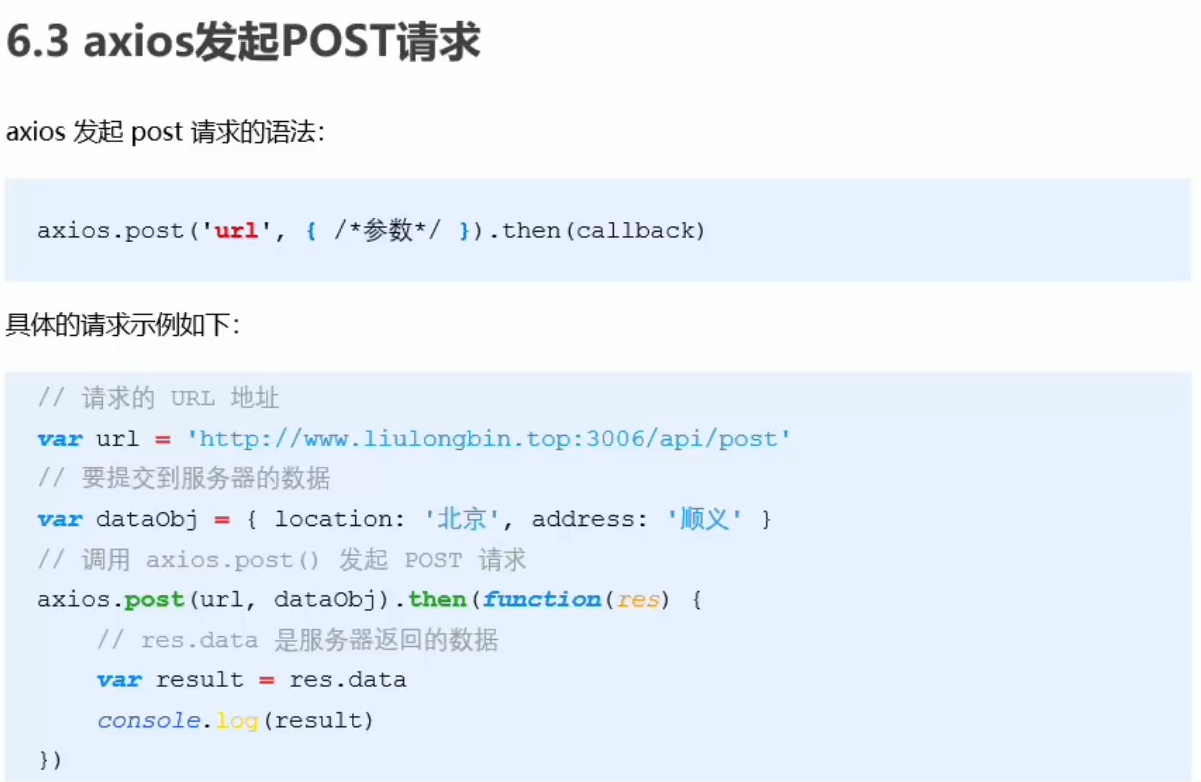 6.3 axios发起POST请求
axios 发起 post 请求的语法：
axios.post('url', { /*参数*/ }).then(callback)
具体的请求示例如下：
// 请求的 URL 地址
var url = 'http://www.liulongbin.top:3006/api/post'
// 要提交到服务器的数据
var dataObj = { location: '北京', address: '顺义' }
// 调用 axios.post() 发起 POST 请求
axios.post(url, dataObj).then(function(res) {
// res.data 是服务器返回的数据
var result = res.data
console.log(result)
})